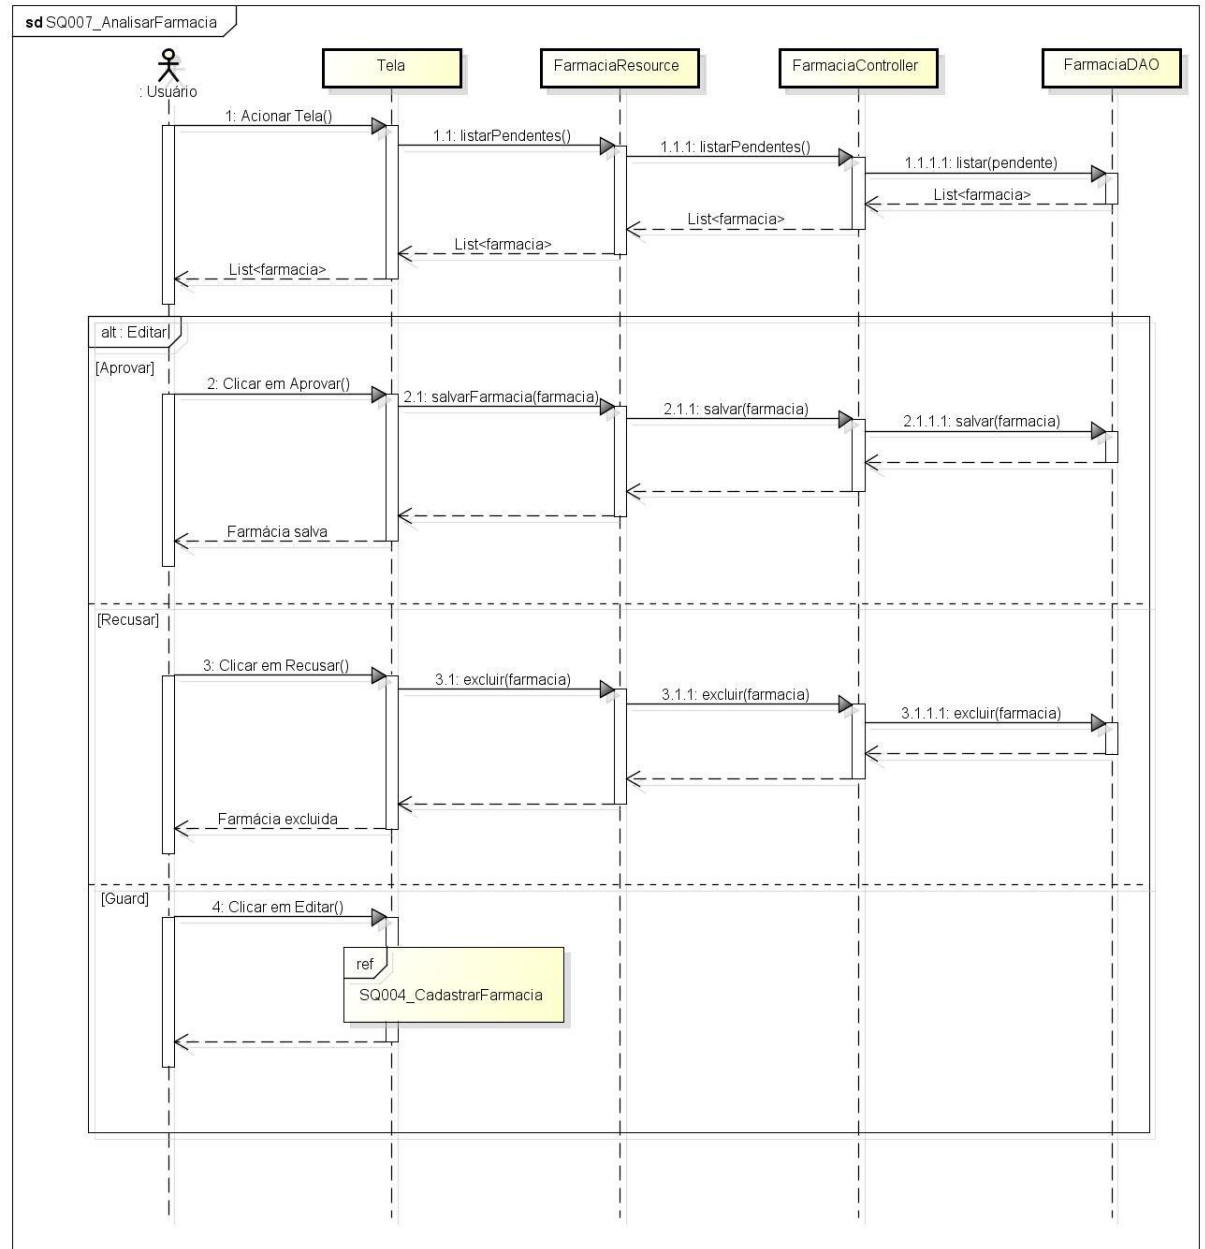 sd SQ007_AnalisarFarmacia
: Usuário
Tela
FarmaciaResource
FarmaciaController
FarmaciaDAO
1: Acionar Tela()
1.1: listarPendentes()
1.1.1: listarPendentes()
1.1.1.1: listar(pendente)
List<farmacia>
List<farmacia>
List<farmacia>
List<farmacia>
alt : Editar
[Aprovar]
2: Clicar em Aprovar()
2.1: salvarFarmacia(farmacia)
2.1.1: salvar(farmacia)
2.1.1.1: salvar(farmacia)
Farmácia salva
[Recusar]
3: Clicar em Recusar()
3.1: excluir(farmacia)
3.1.1: excluir(farmacia)
3.1.1.1: excluir(farmacia)
Farmácia excluida
[Guard]
4: Clicar em Editar()
ref
SQ004_CadastrarFarmacia